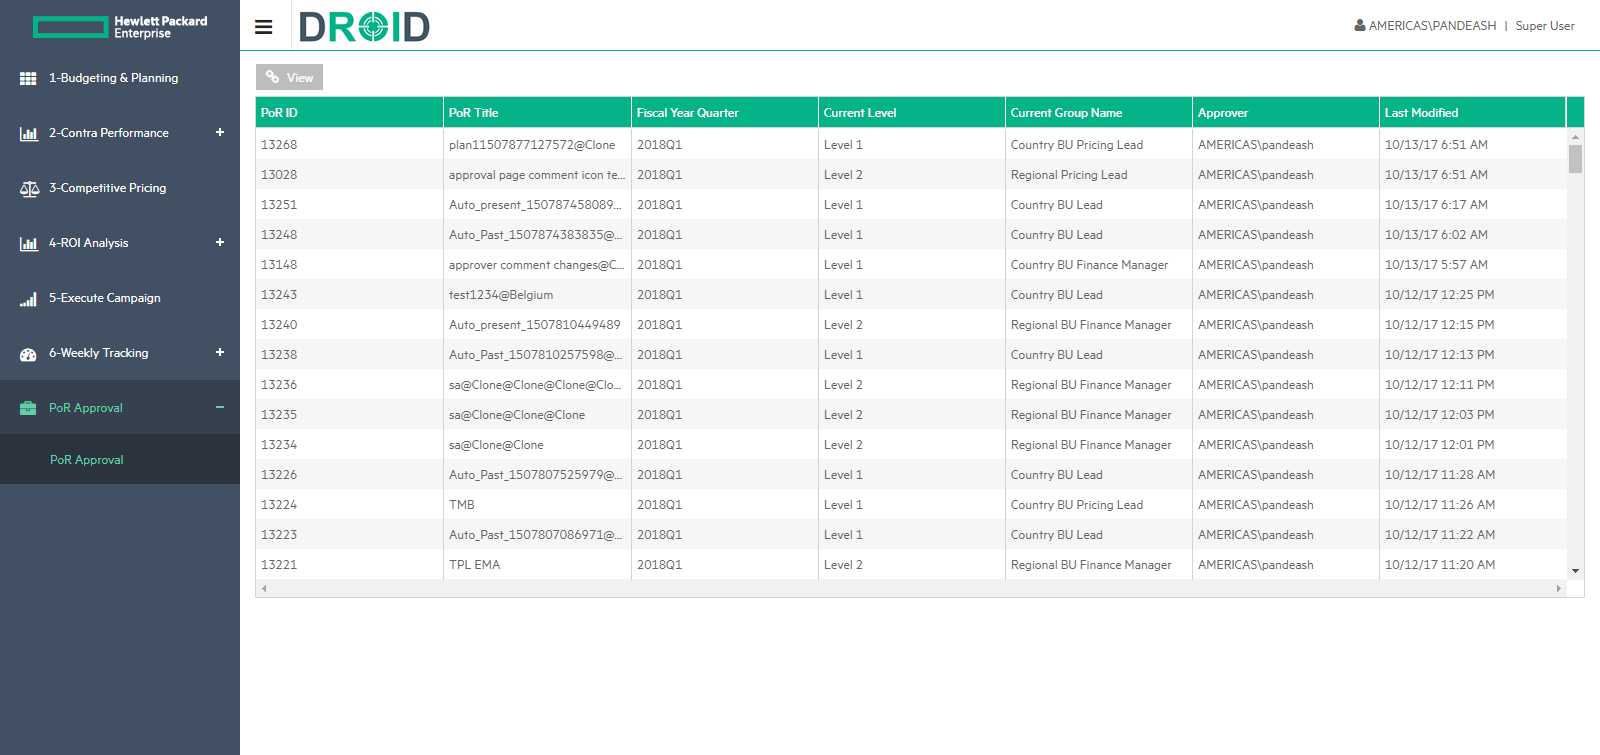 Hewlett Packard
Enterprise
DROID
AMERICAS\PANDEASH | Super User
1-Budgeting & Planning
2-Contra Performance +
3-Competitive Pricing
4-ROI Analysis +
5-Execute Campaign
6-Weekly Tracking +
PoR Approval −
PoR Approval
View
PoR ID PoR Title Fiscal Year Quarter Current Level Current Group Name Approver Last Modified
13268 plan11507877127572@Clone 2018Q1 Level 1 Country BU Pricing Lead AMERICAS\pandeash 10/13/17 6:51 AM
13028 approval page comment icon te... 2018Q1 Level 2 Regional Pricing Lead AMERICAS\pandeash 10/13/17 6:51 AM
13251 Auto_present_150787458089... 2018Q1 Level 1 Country BU Lead AMERICAS\pandeash 10/13/17 6:17 AM
13248 Auto_Past_1507874383835@... 2018Q1 Level 1 Country BU Lead AMERICAS\pandeash 10/13/17 6:02 AM
13148 approver comment changes@C... 2018Q1 Level 1 Country BU Finance Manager AMERICAS\pandeash 10/13/17 5:57 AM
13243 test1234@Belgium 2018Q1 Level 1 Country BU Lead AMERICAS\pandeash 10/12/17 12:25 PM
13240 Auto_present_1507810449489 2018Q1 Level 2 Regional BU Finance Manager AMERICAS\pandeash 10/12/17 12:15 PM
13238 Auto_Past_1507810257598@... 2018Q1 Level 1 Country BU Lead AMERICAS\pandeash 10/12/17 12:13 PM
13236 sa@Clone@Clone@Clone@Clo... 2018Q1 Level 2 Regional BU Finance Manager AMERICAS\pandeash 10/12/17 12:11 PM
13235 sa@Clone@Clone@Clone 2018Q1 Level 2 Regional BU Finance Manager AMERICAS\pandeash 10/12/17 12:03 PM
13234 sa@Clone@Clone 2018Q1 Level 2 Regional BU Finance Manager AMERICAS\pandeash 10/12/17 12:01 PM
13226 Auto_Past_1507807525979@... 2018Q1 Level 1 Country BU Lead AMERICAS\pandeash 10/12/17 11:28 AM
13224 TMB 2018Q1 Level 1 Country BU Pricing Lead AMERICAS\pandeash 10/12/17 11:26 AM
13223 Auto_Past_1507807086971@... 2018Q1 Level 1 Country BU Lead AMERICAS\pandeash 10/12/17 11:22 AM
13221 TPL EMA 2018Q1 Level 2 Regional BU Finance Manager AMERICAS\pandeash 10/12/17 11:20 AM